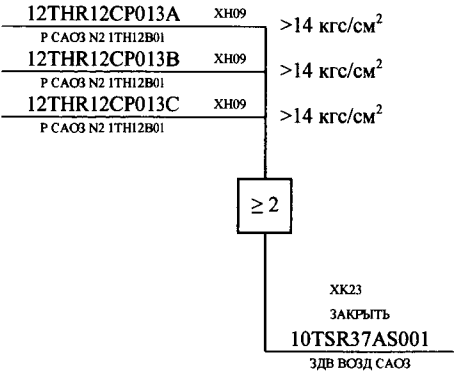 12THR12CP013A XH09 >14 кгс/см²
Р САОЗ N2 1TH12B01
12THR12CP013B XH09 >14 кгс/см²
Р САОЗ N2 1TH12B01
12THR12CP013C XH09 >14 кгс/см²
Р САОЗ N2 1TH12B01
≥ 2
XK23
ЗАКРЫТЬ
10TSR37AS001
ЗДВ ВОЗД САОЗ